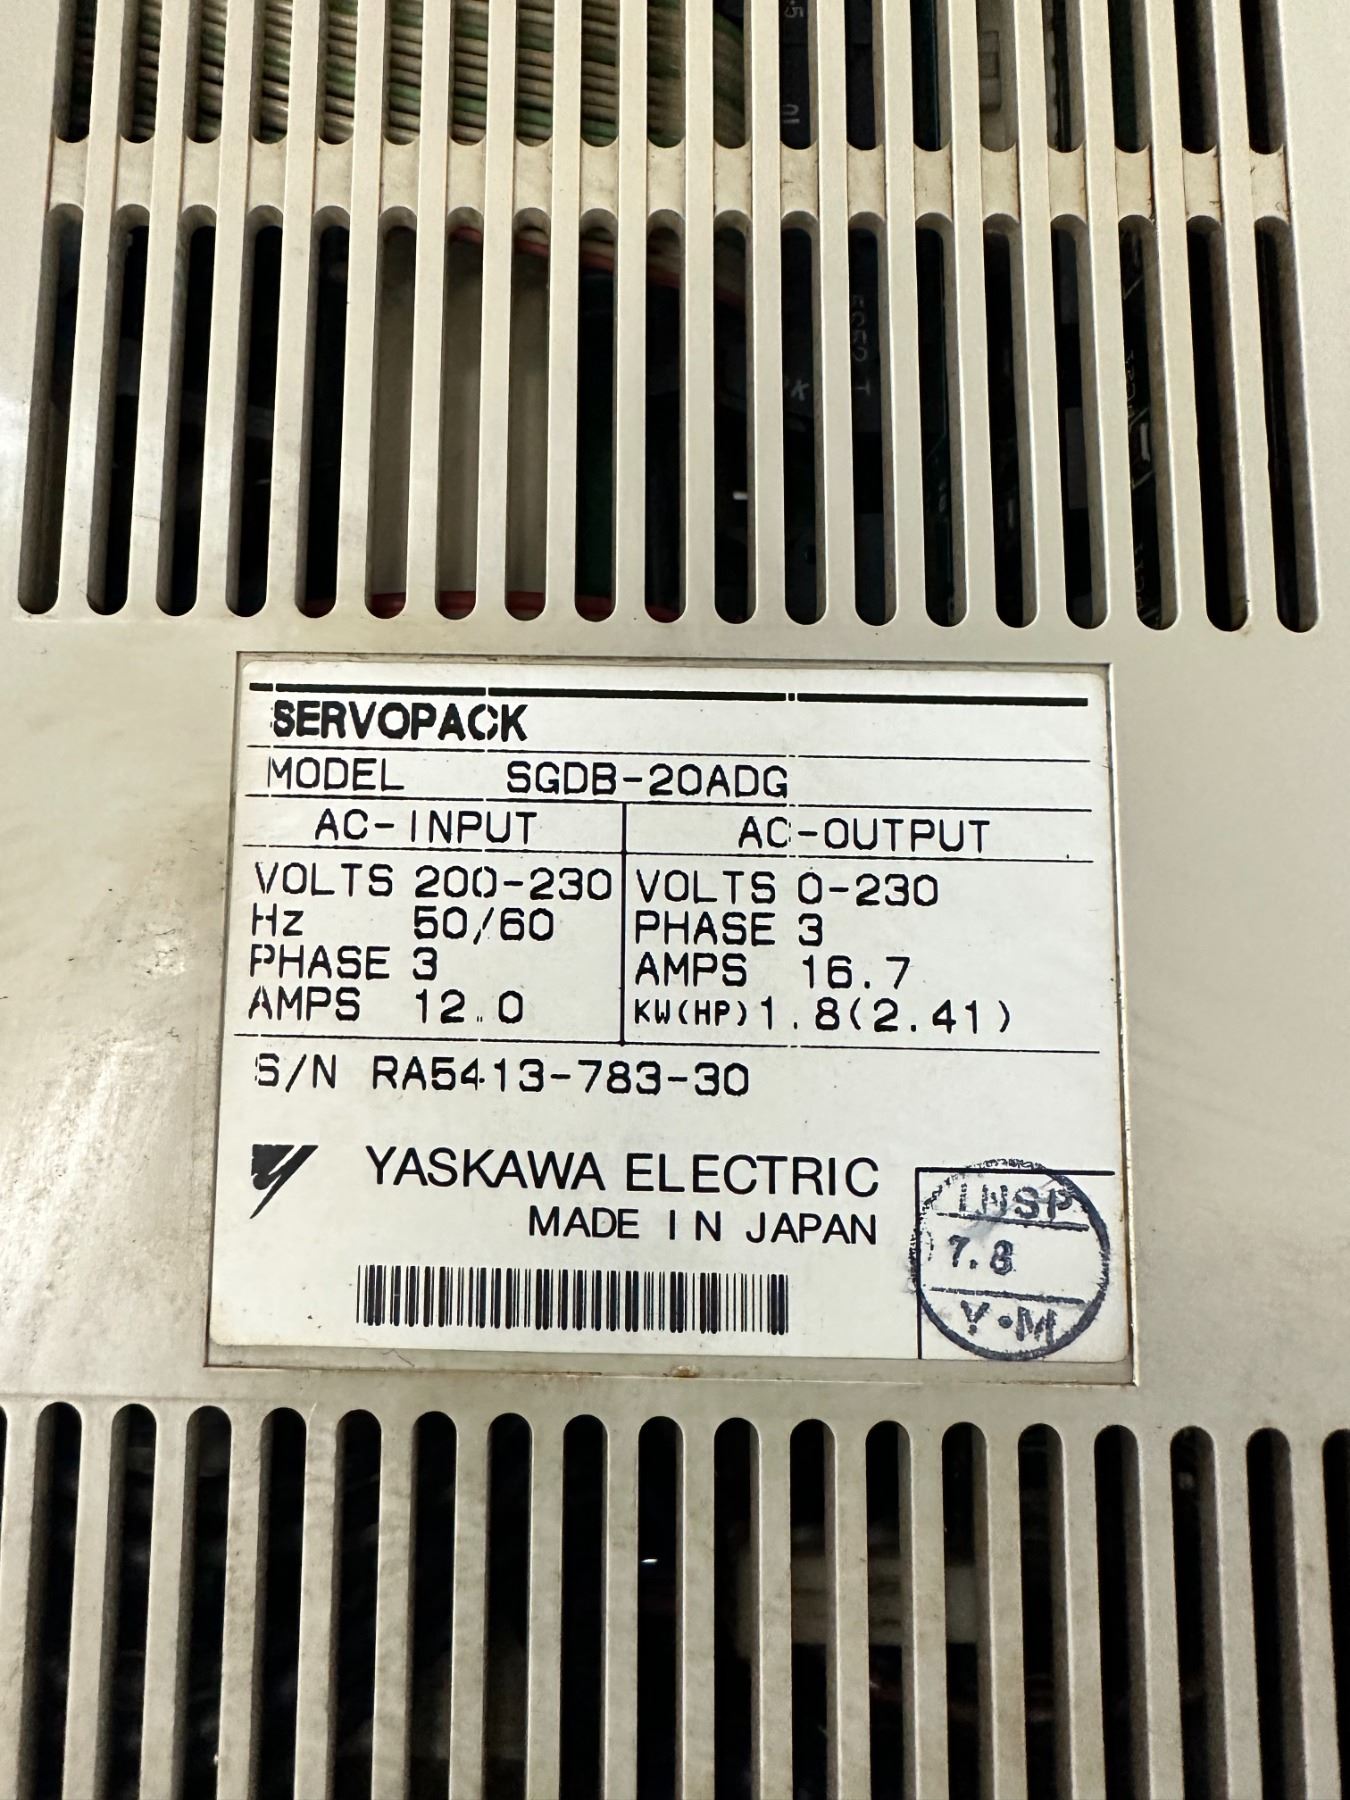 SERVOPACK
MODEL SGDB-20ADG
AC-INPUT AC-OUTPUT
VOLTS 200-230 VOLTS 0-230
Hz 50/60 PHASE 3
PHASE 3 AMPS 16.7
AMPS 12.0 KW(HP) 1.8(2.41)
S/N RA5413-783-30
YASKAWA ELECTRIC
MADE IN JAPAN
INSP
7.8
Y·M